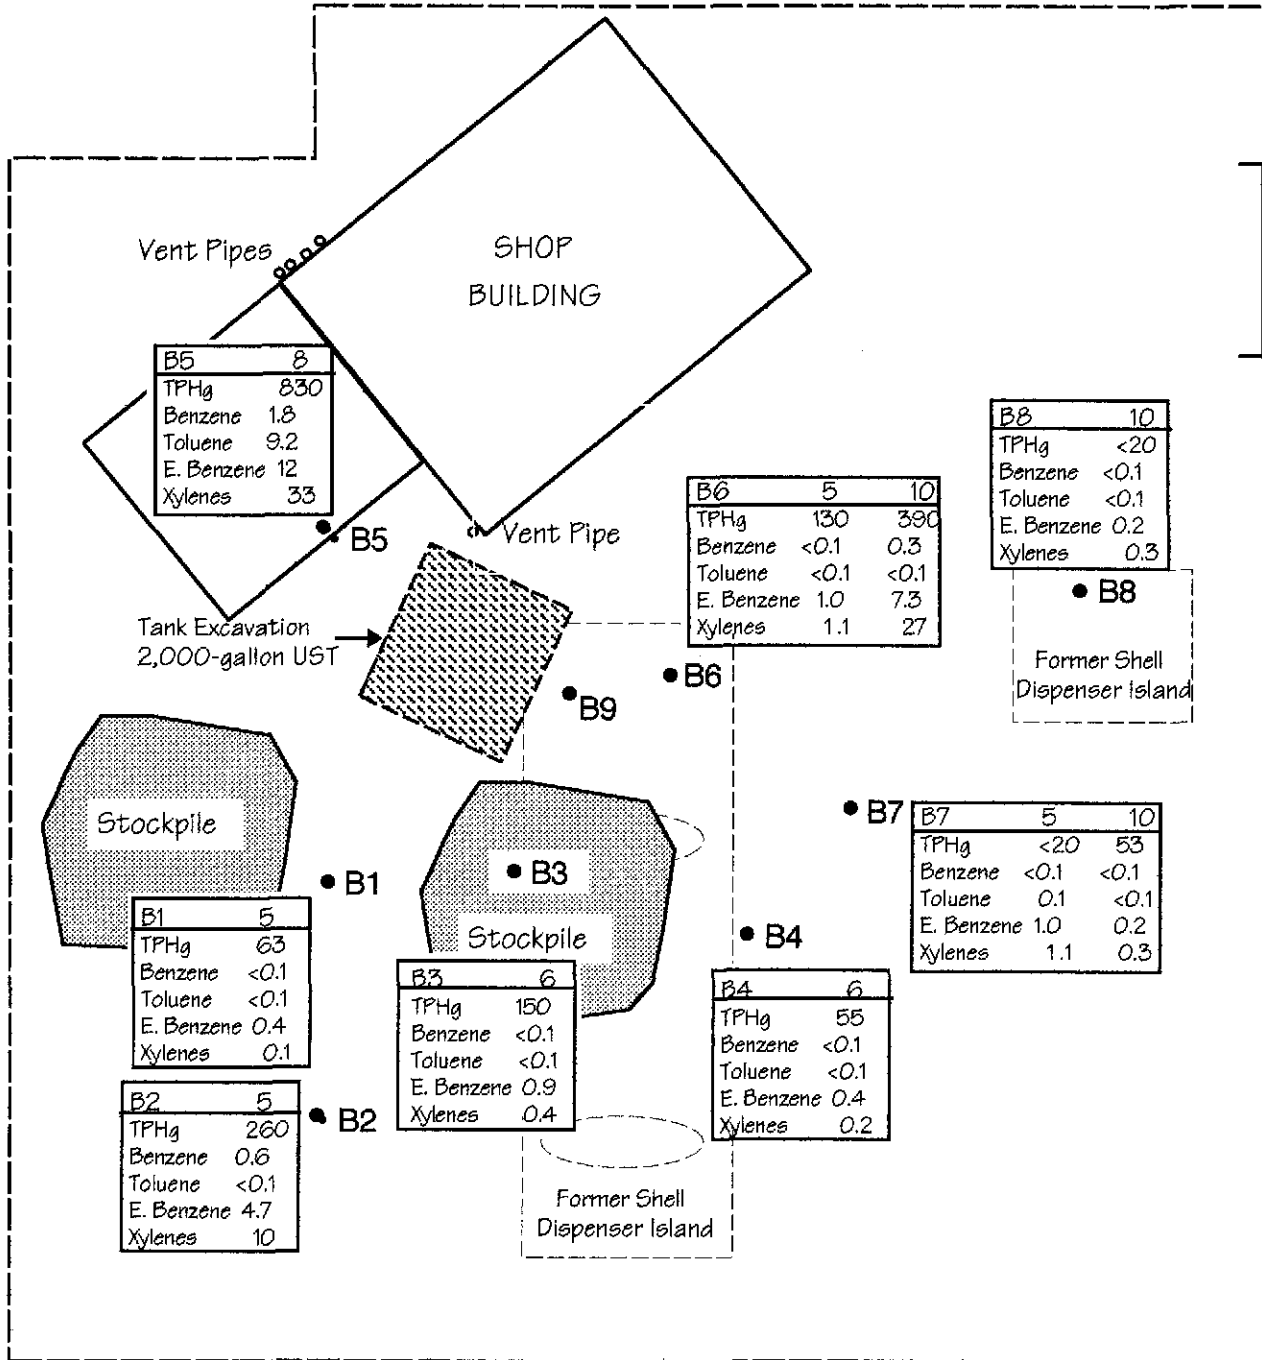 Vent Pipes
SHOP
BUILDING
B5 8
TPHg 830
Benzene 1.8
Toluene 9.2
E. Benzene 12
Xylenes 33
B5
Vent Pipe
B6 5 10
TPHg 130 390
Benzene <0.1 0.3
Toluene <0.1 <0.1
E. Benzene 1.0 7.3
Xylenes 1.1 27
B8 10
TPHg <20
Benzene <0.1
Toluene <0.1
E. Benzene 0.2
Xylenes 0.3
B8
Former Shell
Dispenser Island
Tank Excavation
2,000-gallon UST
B6
B9
Stockpile
B7
B7 5 10
TPHg <20 53
Benzene <0.1 <0.1
Toluene 0.1 <0.1
E. Benzene 1.0 0.2
Xylenes 1.1 0.3
B1
B3
Stockpile
B4
B1 5
TPHg 63
Benzene <0.1
Toluene <0.1
E. Benzene 0.4
Xylenes 0.1
B3 6
TPHg 150
Benzene <0.1
Toluene <0.1
E. Benzene 0.9
Xylenes 0.4
B4 6
TPHg 55
Benzene <0.1
Toluene <0.1
E. Benzene 0.4
Xylenes 0.2
B2 5
TPHg 260
Benzene 0.6
Toluene <0.1
E. Benzene 4.7
Xylenes 10
B2
Former Shell
Dispenser Island